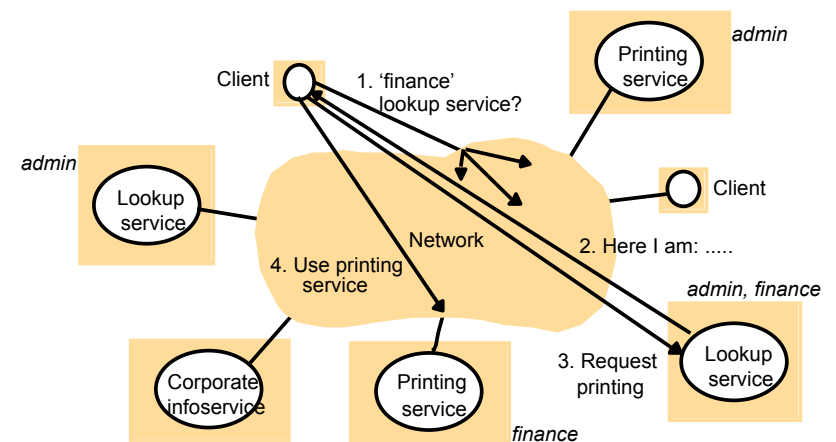 Printing
service
admin
Client
1. ‘finance’
lookup service?
admin
Lookup
service
Client
Network
2. Here I am: .....
4. Use printing
service
admin, finance
3. Request
printing
Lookup
service
Corporate
infoservice
Printing
service
finance